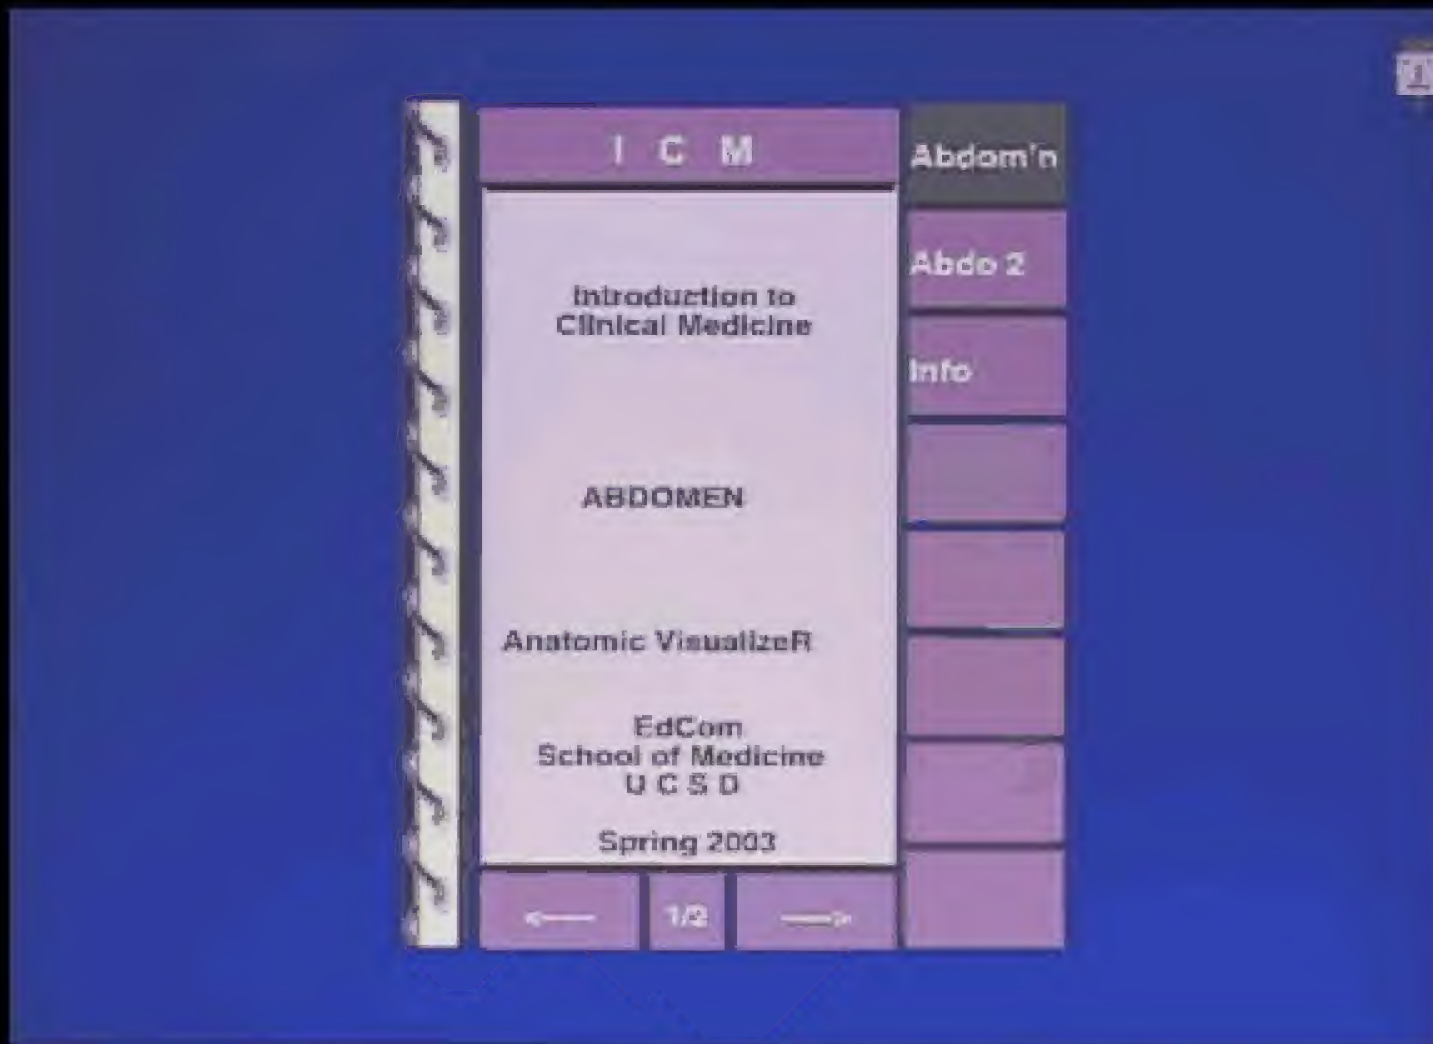 I C M
Abdom'n
Abdo 2
Info
Introduction to
Clinical Medicine
ABDOMEN
Anatomic VisualizeR
EdCom
School of Medicine
U C S D
Spring 2003
1/2